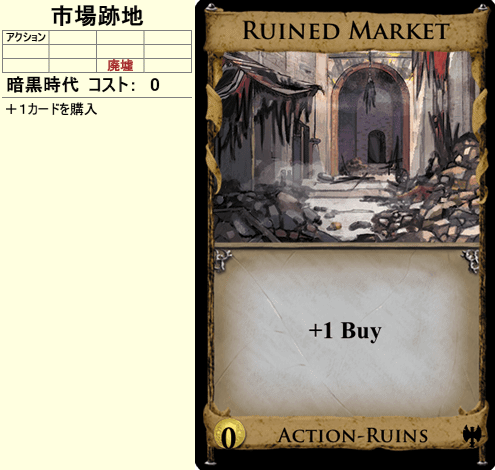 市場跡地
アクション
廃墟
暗黒時代 コスト： 0
＋１カードを購入
RUINED MARKET
+1 Buy
0
ACTION-RUINS